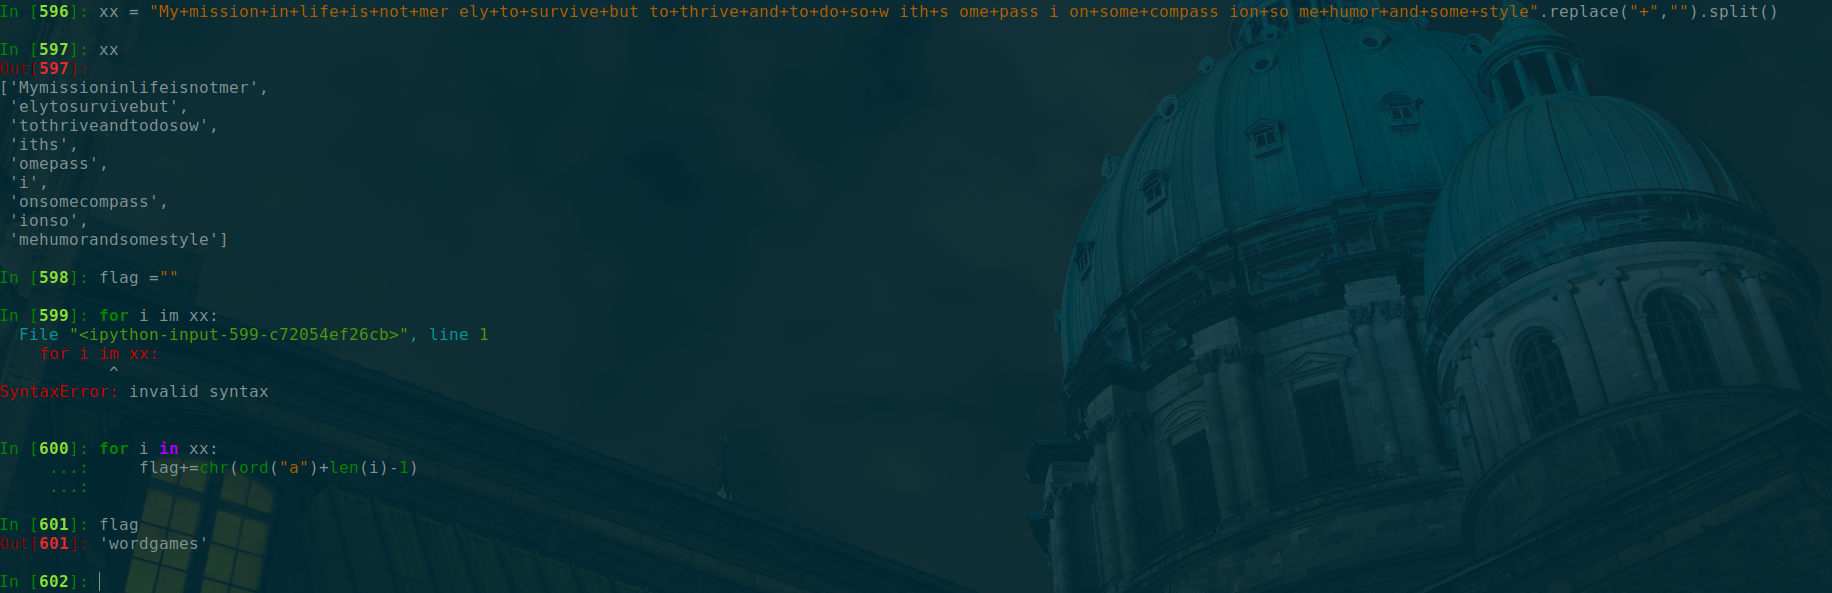 In [596]: xx = "My+mission+in+life+is+not+mer ely+to+survive+but to+thrive+and+to+do+so+w ith+s ome+pass i on+some+compass ion+so me+humor+and+some+style".replace("+","").split()
In [597]: xx
Out[597]:
['Mymissioninlifeisnotmer',
'elytosurvivebut',
'tothriveandtodosow',
'iths',
'omepass',
'i',
'onsomecompass',
'ionso',
'mehumorandsomestyle']
In [598]: flag =""
In [599]: for i im xx:
File "<ipython-input-599-c72054ef26cb>", line 1
for i im xx:
^
SyntaxError: invalid syntax
In [600]: for i in xx:
...: flag+=chr(ord("a")+len(i)-1)
...:
In [601]: flag
Out[601]: 'wordgames'
In [602]: